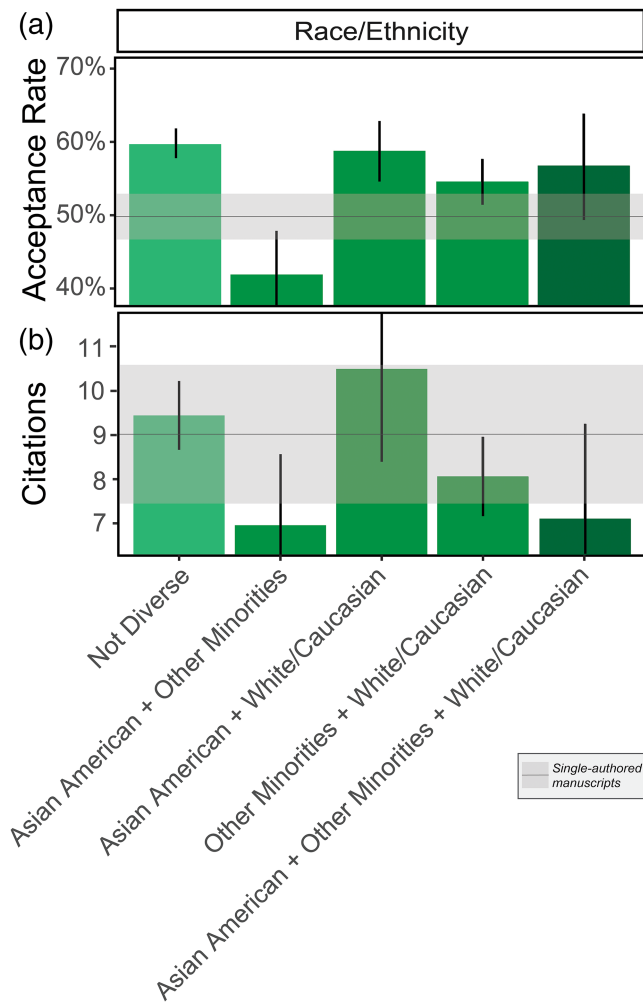 (a)
Race/Ethnicity
Acceptance Rate
70%
60%
50%
40%
(b)
Citations
11
10
9
8
7
Not Diverse
Asian American + Other Minorities
Asian American + White/Caucasian
Other Minorities + White/Caucasian
Asian American + Other Minorities + White/Caucasian
Single-authored
manuscripts